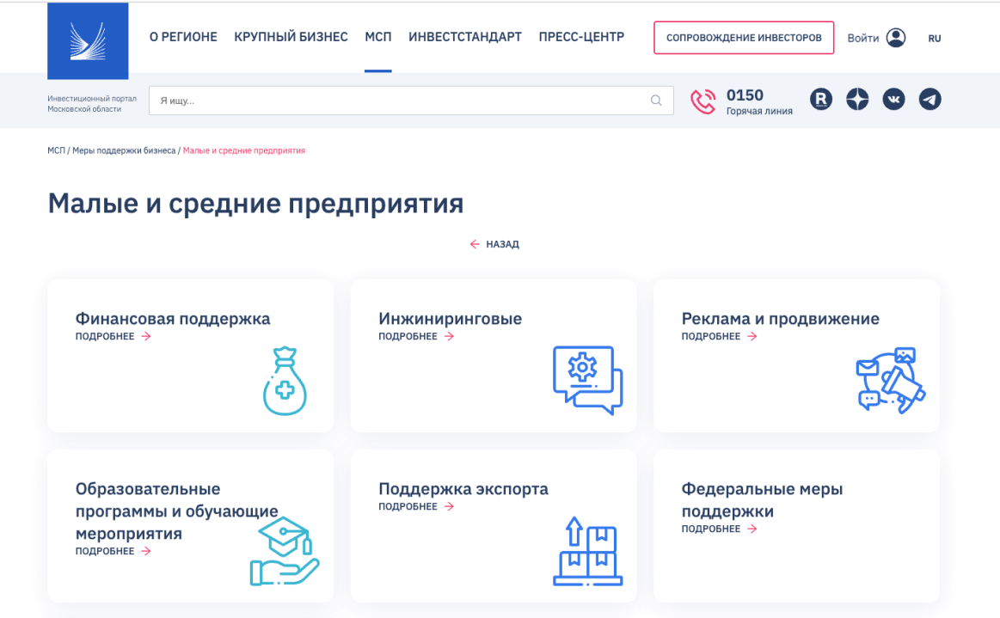 О РЕГИОНЕ КРУПНЫЙ БИЗНЕС МСП ИНВЕСТСТАНДАРТ ПРЕСС-ЦЕНТР СОПРОВОЖДЕНИЕ ИНВЕСТОРОВ Войти RU
Инвестиционный портал
Московской области
Я ищу...
0150
Горячая линия
МСП / Меры поддержки бизнеса / Малые и средние предприятия
Малые и средние предприятия
← НАЗАД
Финансовая поддержка
ПОДРОБНЕЕ →
Инжиниринговые
ПОДРОБНЕЕ →
Реклама и продвижение
ПОДРОБНЕЕ →
Образовательные
программы и обучающие
мероприятия
ПОДРОБНЕЕ →
Поддержка экспорта
ПОДРОБНЕЕ →
Федеральные меры
поддержки
ПОДРОБНЕЕ →